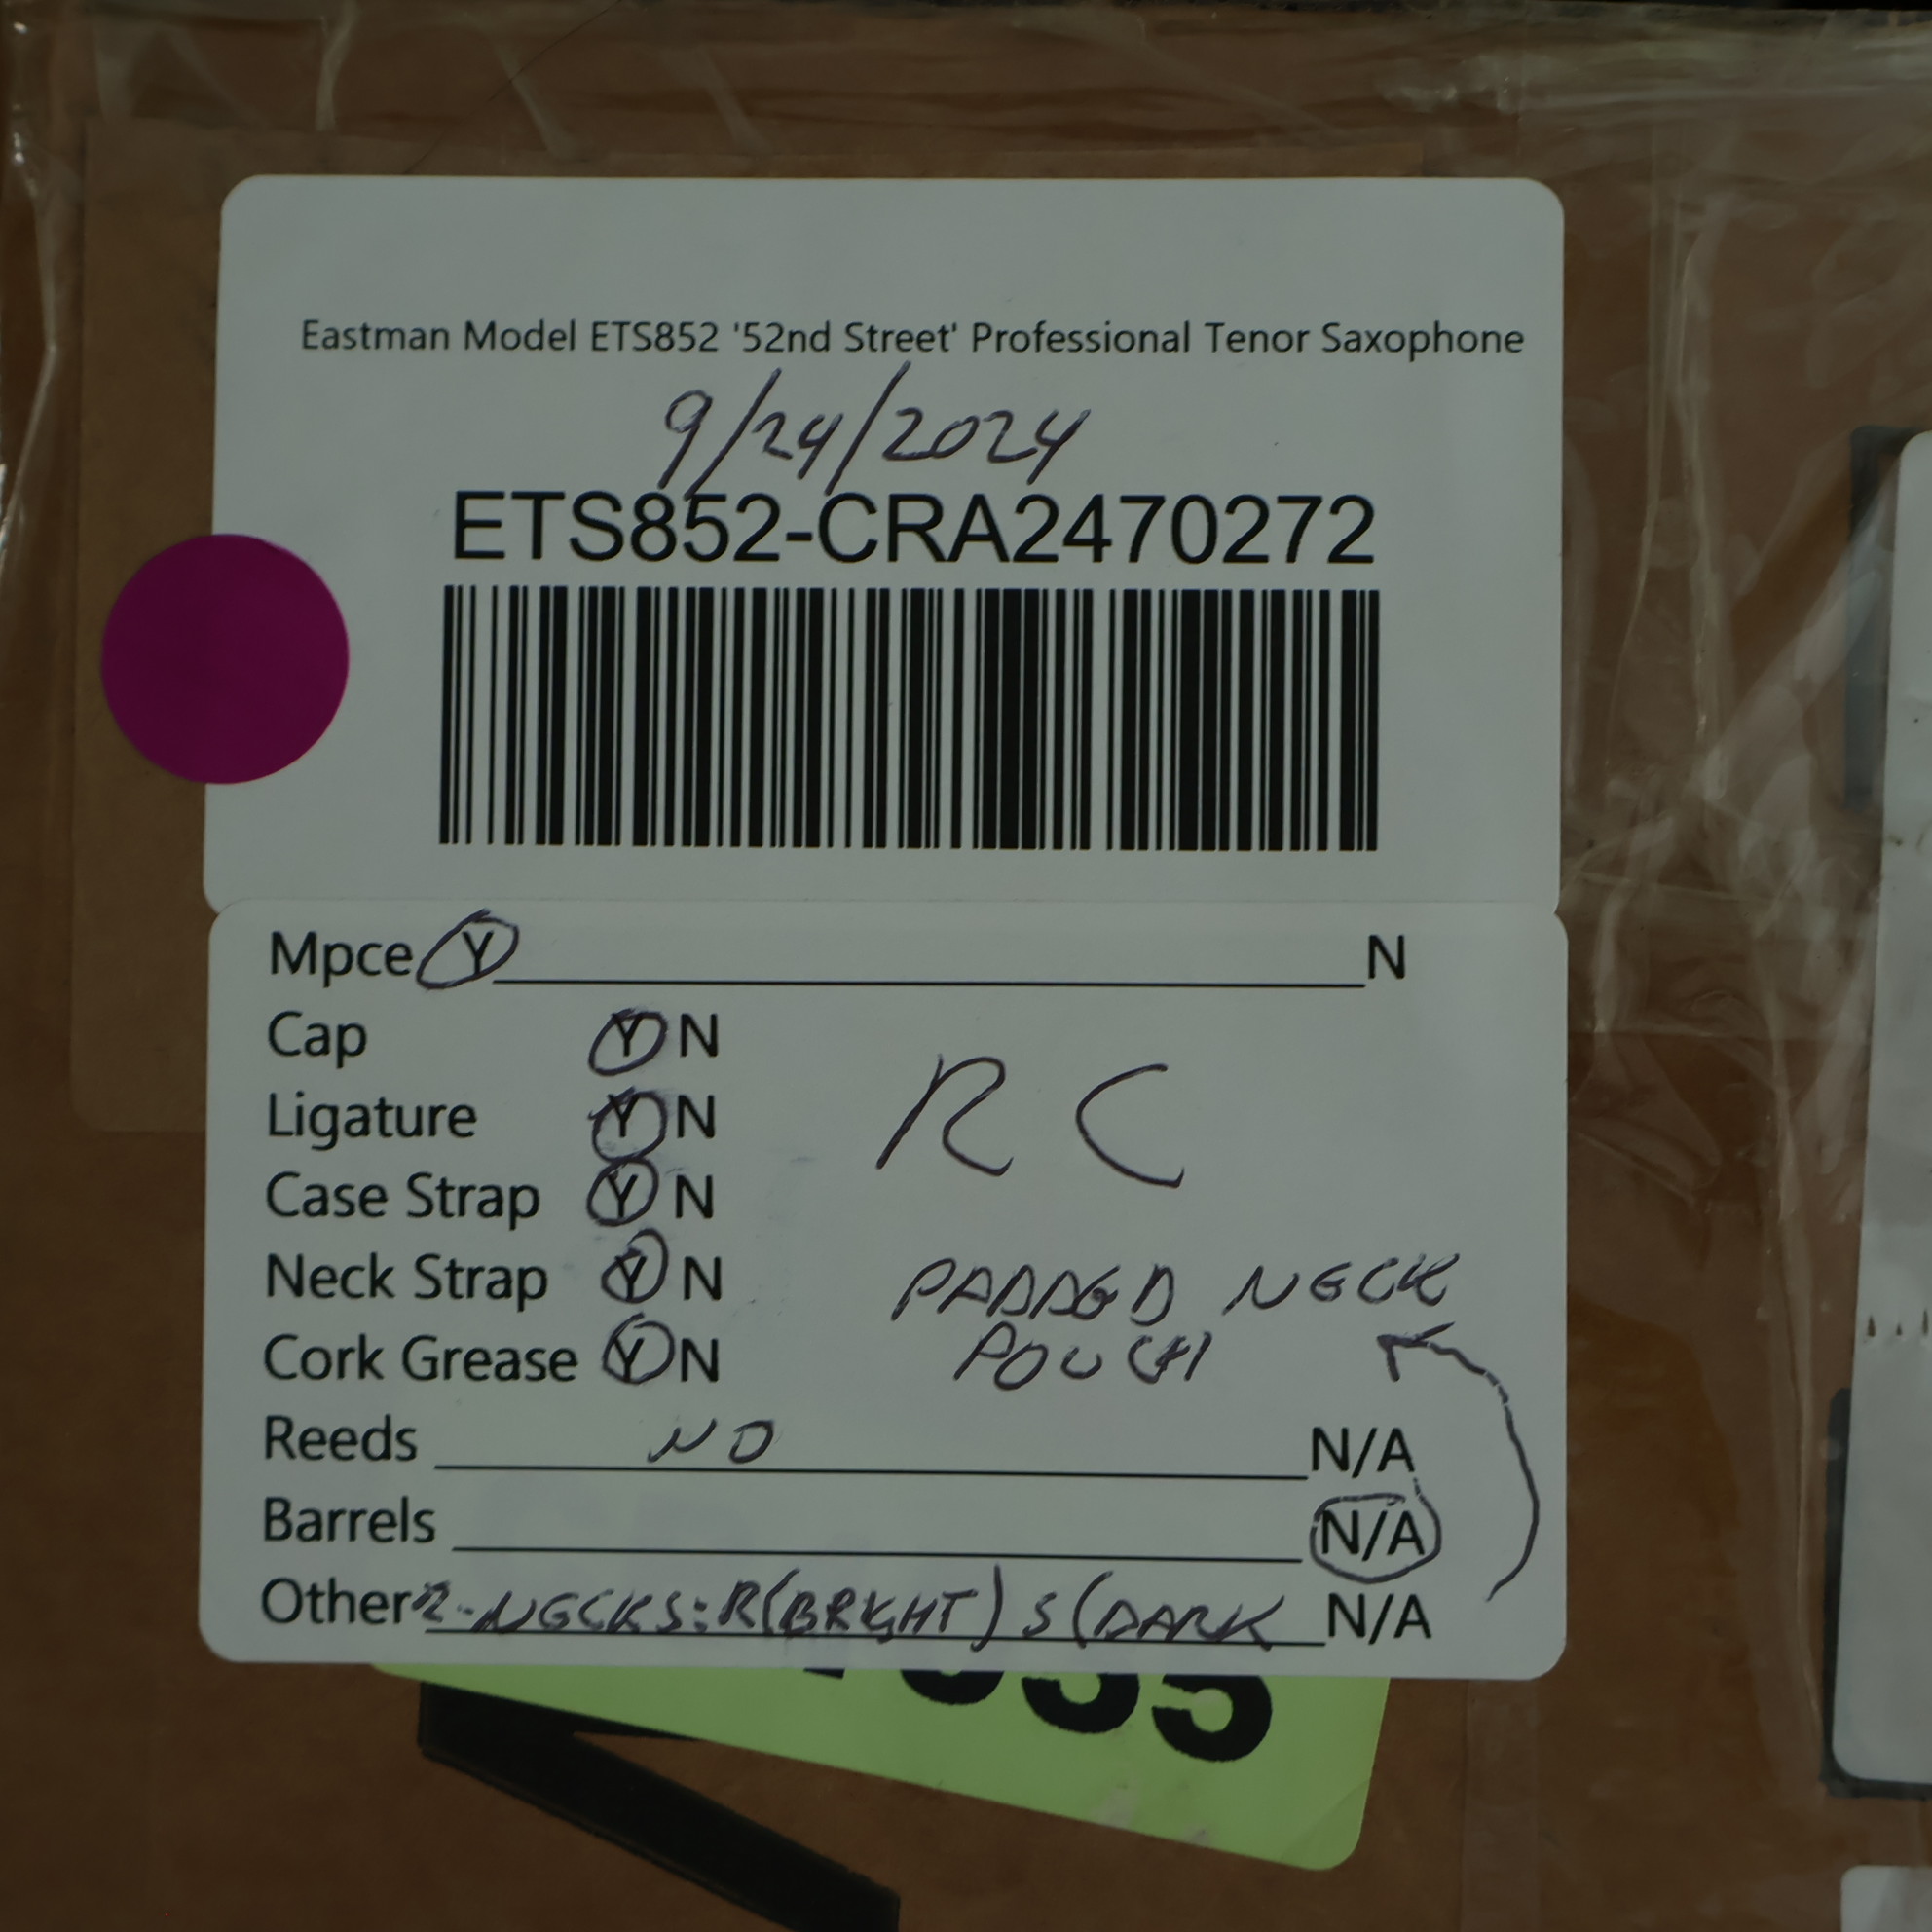 Eastman Model ETS852 '52nd Street' Professional Tenor Saxophone
9/24/2024
ETS852-CRA2470272
Mpce Y N
Cap Y N
RC
Ligature Y N
Case Strap Y N
Neck Strap Y N
PADDED NECK
Cork Grease Y N
POUCH
Reeds NO N/A
Barrels N/A
Other 2-NECKS: R(BRIGHT) S(DARK N/A